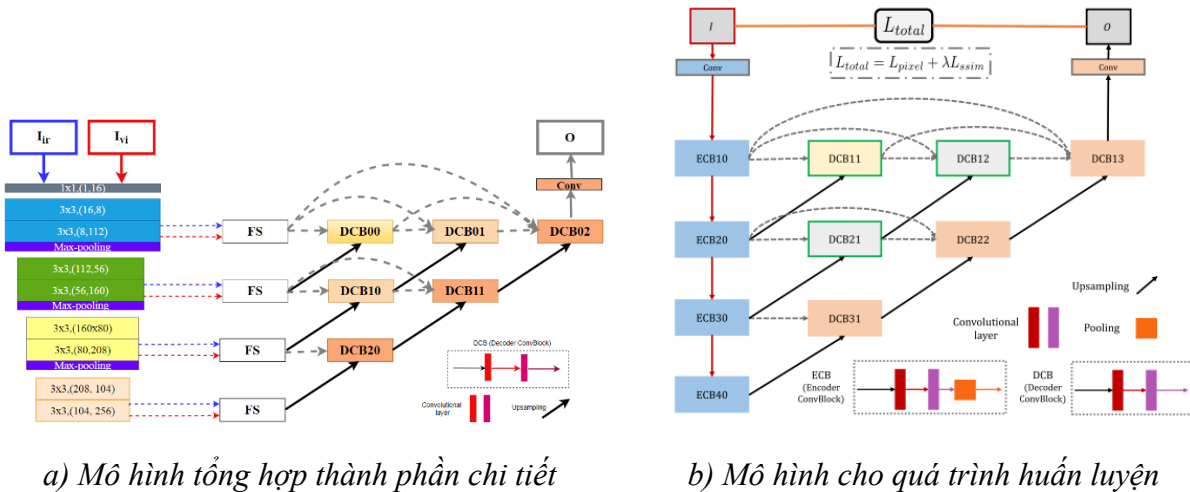 I_ir
I_vi
1x1,(1,16)
3x3,(16,8)
3x3,(8,112)
Max-pooling
3x3,(112,56)
3x3,(56,160)
Max-pooling
3x3,(160x80)
3x3,(80,208)
Max-pooling
3x3,(208, 104)
3x3,(104, 256)
FS
FS
FS
FS
O
Conv
DCB00
DCB01
DCB02
DCB10
DCB11
DCB20
DCB (Decoder ConvBlock)
Convolutional
layer
Upsampling
a) Mô hình tổng hợp thành phần chi tiết
I
L_total
O
Conv
L_total = L_pixel + λL_ssim
Conv
ECB10
DCB11
DCB12
DCB13
ECB20
DCB21
DCB22
ECB30
DCB31
ECB40
Upsampling
Convolutional
layer
Pooling
ECB
(Encoder
ConvBlock)
DCB
(Decoder
ConvBlock)
b) Mô hình cho quá trình huấn luyện